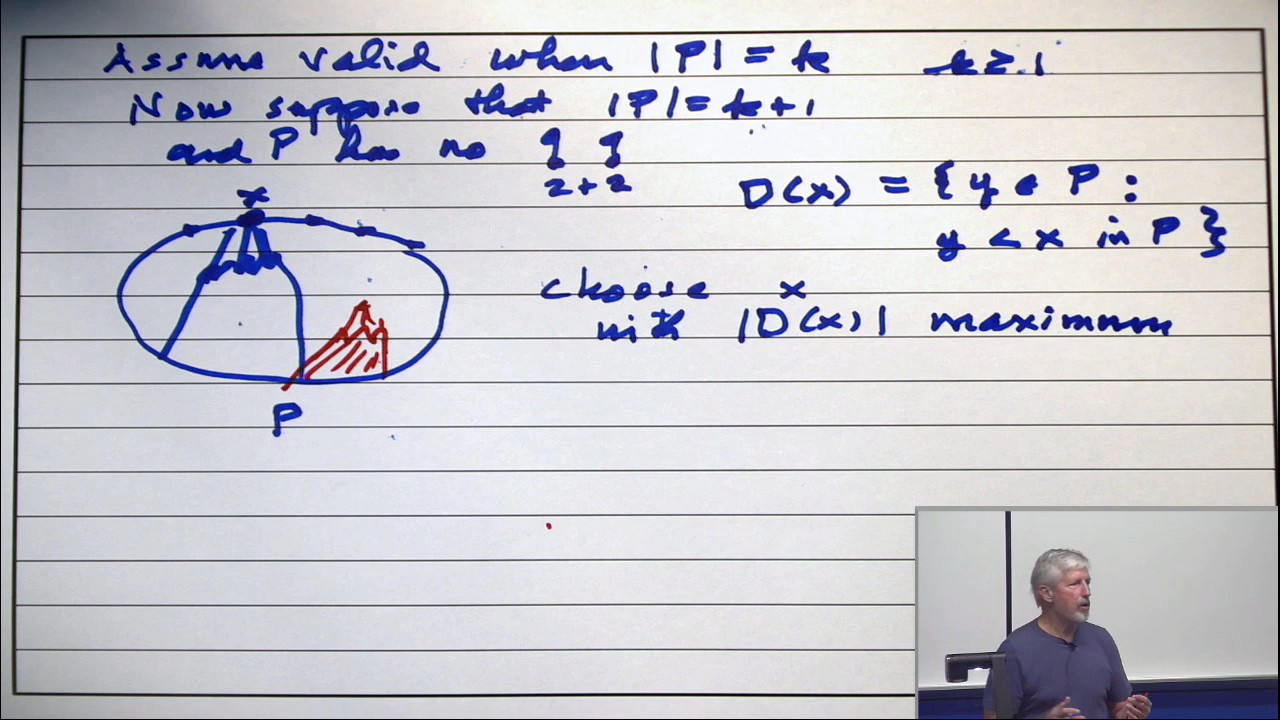 Assume valid when |P| = k k ≥ 1
Now suppose that |P| = k+1
and P has no
2+2
D(x) = { y ∈ P :
y < x in P }
x
choose x
with |D(x)| maximum
P